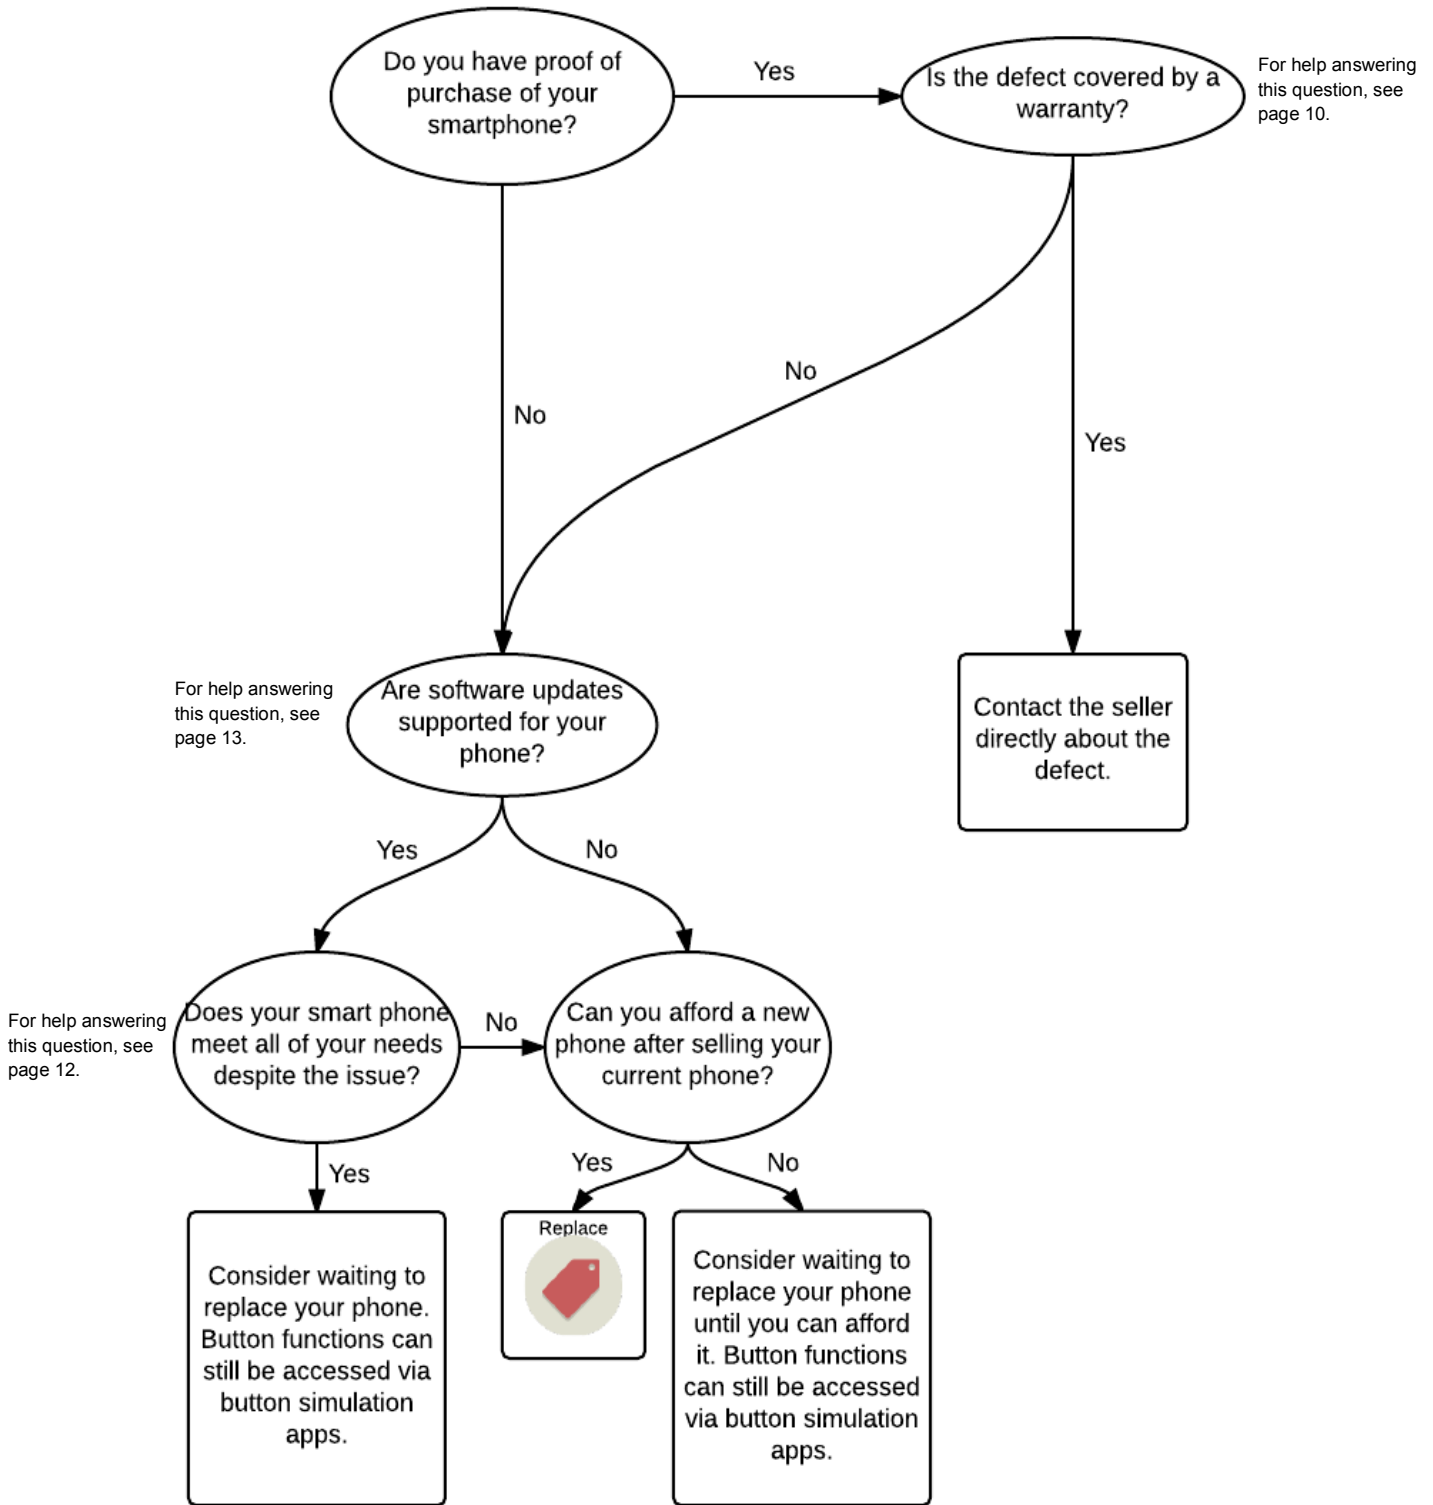 Do you have proof of
purchase of your
smartphone?
Yes
Is the defect covered by a
warranty?
For help answering
this question, see
page 10.
No
No
Yes
For help answering
this question, see
page 13.
Are software updates
supported for your
phone?
Contact the seller
directly about the
defect.
Yes
No
For help answering
this question, see
page 12.
Does your smart phone
meet all of your needs
despite the issue?
No
Can you afford a new
phone after selling your
current phone?
Yes
Yes
No
Consider waiting to
replace your phone.
Button functions can
still be accessed via
button simulation
apps.
Replace
Consider waiting to
replace your phone
until you can afford
it. Button functions
can still be accessed
via button simulation
apps.